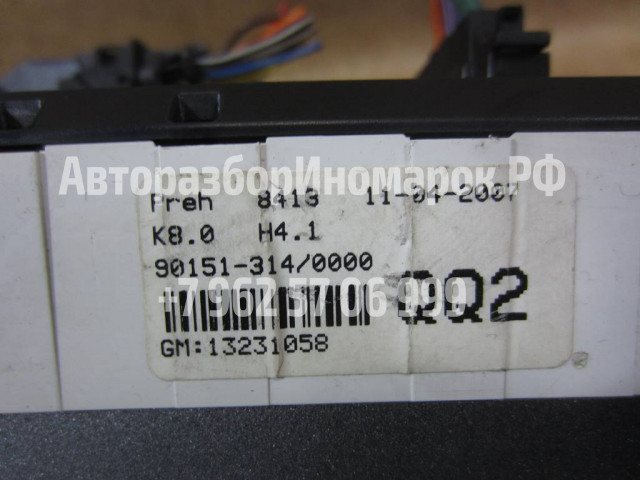 АвторазборИномарок.РФ
Preh 8413 11-04-2007
K8.0 H4.1
90151-314/0000
+7 962 57 06 999
QQ2
GM:13231058